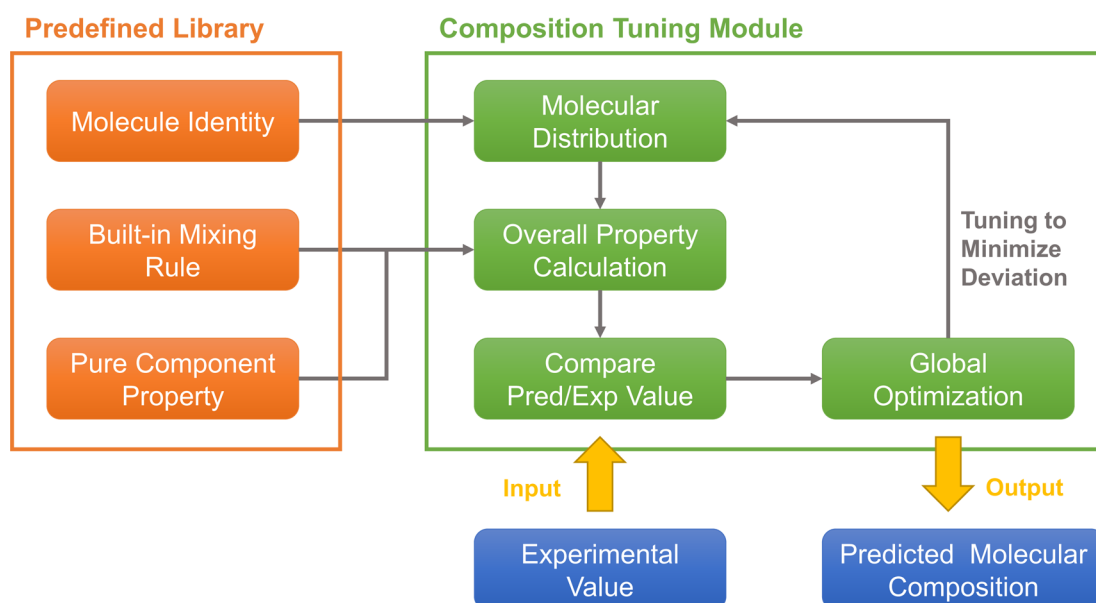 Predefined Library
Composition Tuning Module
Molecule Identity
Molecular
Distribution
Built-in Mixing
Rule
Overall Property
Calculation
Tuning to
Minimize
Deviation
Pure Component
Property
Compare
Pred/Exp Value
Global
Optimization
Input
Output
Experimental
Value
Predicted Molecular
Composition